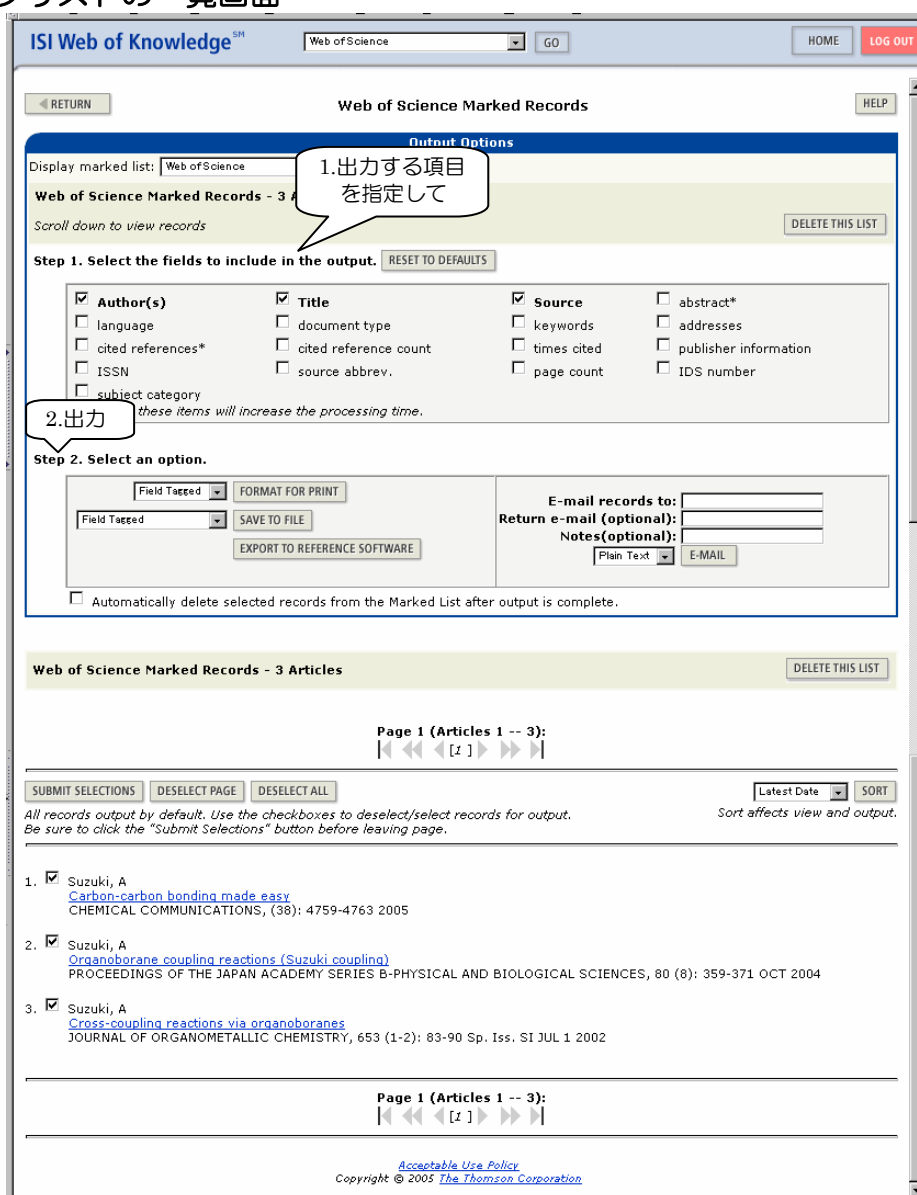 リストの一覧画面
ISI Web of Knowledge℠
Web of Science
GO
HOME
LOG OUT
RETURN
Web of Science Marked Records
HELP
Output Options
Display marked list: Web of Science
1.出力する項目
を指定して
Web of Science Marked Records - 3 A
Scroll down to view records
DELETE THIS LIST
Step 1. Select the fields to include in the output. RESET TO DEFAULTS
Author(s) Title Source abstract*
language document type keywords addresses
cited references* cited reference count times cited publisher information
ISSN source abbrev. page count IDS number
subject category
these items will increase the processing time.
2.出力
Step 2. Select an option.
Field Tagged FORMAT FOR PRINT
Field Tagged SAVE TO FILE
EXPORT TO REFERENCE SOFTWARE
E-mail records to:
Return e-mail (optional):
Notes(optional):
Plain Text E-MAIL
Automatically delete selected records from the Marked List after output is complete.
Web of Science Marked Records - 3 Articles
DELETE THIS LIST
Page 1 (Articles 1 -- 3):
[1]
SUBMIT SELECTIONS DESELECT PAGE DESELECT ALL
Latest Date SORT
All records output by default. Use the checkboxes to deselect/select records for output.
Sort affects view and output.
Be sure to click the "Submit Selections" button before leaving page.
1. Suzuki, A
Carbon-carbon bonding made easy
CHEMICAL COMMUNICATIONS, (38): 4759-4763 2005
2. Suzuki, A
Organoborane coupling reactions (Suzuki coupling)
PROCEEDINGS OF THE JAPAN ACADEMY SERIES B-PHYSICAL AND BIOLOGICAL SCIENCES, 80 (8): 359-371 OCT 2004
3. Suzuki, A
Cross-coupling reactions via organoboranes
JOURNAL OF ORGANOMETALLIC CHEMISTRY, 653 (1-2): 83-90 Sp. Iss. SI JUL 1 2002
Page 1 (Articles 1 -- 3):
[1]
Acceptable Use Policy
Copyright © 2005 The Thomson Corporation